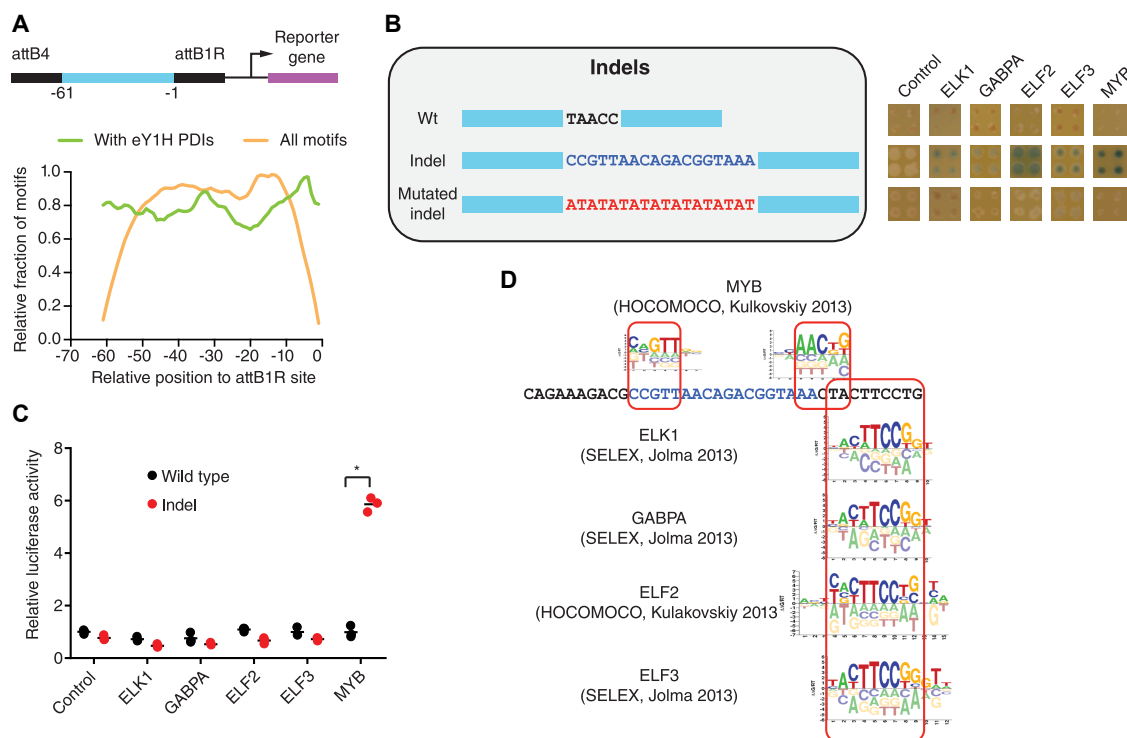 A
attB4
attB1R
Reporter
gene
-61
-1
With eY1H PDIs
All motifs
Relative fraction of motifs
1.0
0.8
0.6
0.4
0.2
0.0
-70 -60 -50 -40 -30 -20 -10 0
Relative position to attB1R site
B
Indels
Wt
TAACC
Indel
CCGTTAACAGACGGTAAA
Mutated
indel
ATATATATATATATATAT
Control
ELK1
GABPA
ELF2
ELF3
MYB
C
Relative luciferase activity
8
6
4
2
0
Wild type
Indel
*
Control
ELK1
GABPA
ELF2
ELF3
MYB
D
MYB
(HOCOMOCO, Kulkovskiy 2013)
CAGAAAGACGCCGTTAACAGACGGTAAACTACTTCCTG
ELK1
(SELEX, Jolma 2013)
GABPA
(SELEX, Jolma 2013)
ELF2
(HOCOMOCO, Kulakovskiy 2013
ELF3
(SELEX, Jolma 2013)